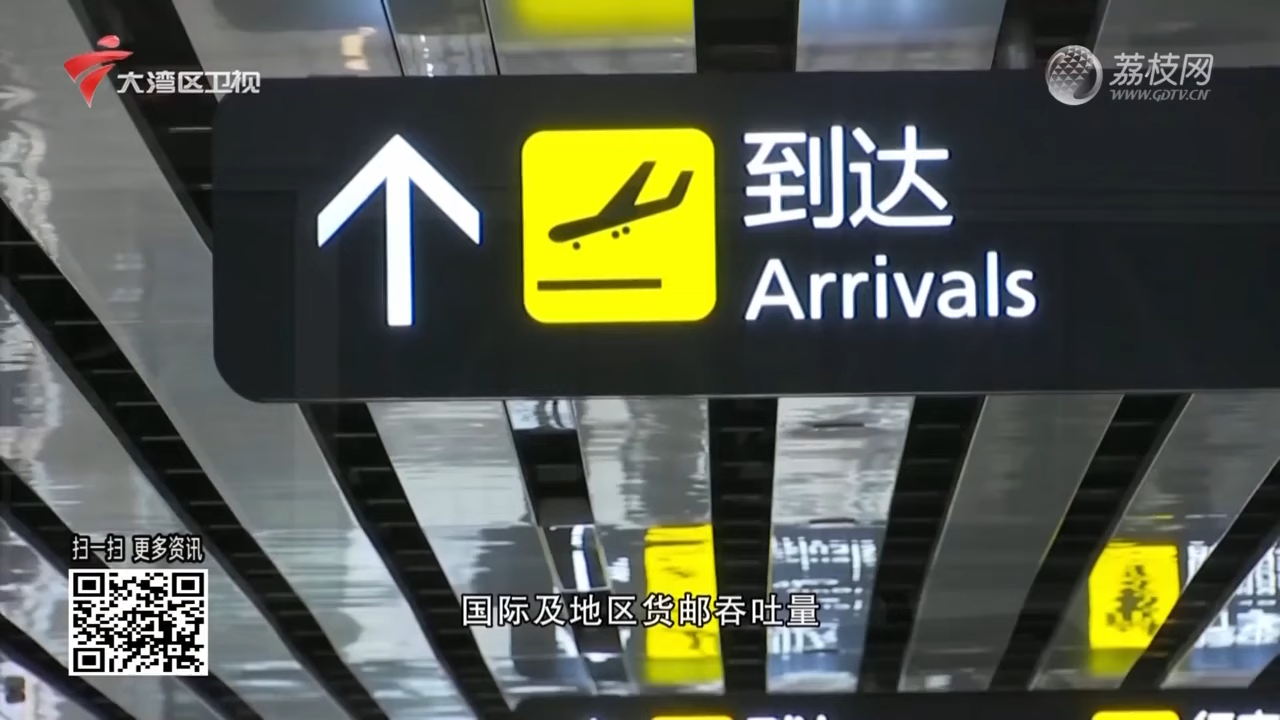 大湾区卫视
荔枝网
WWW.GDTV.CN
到达
Arrivals
扫一扫 更多资讯
国际及地区货邮吞吐量